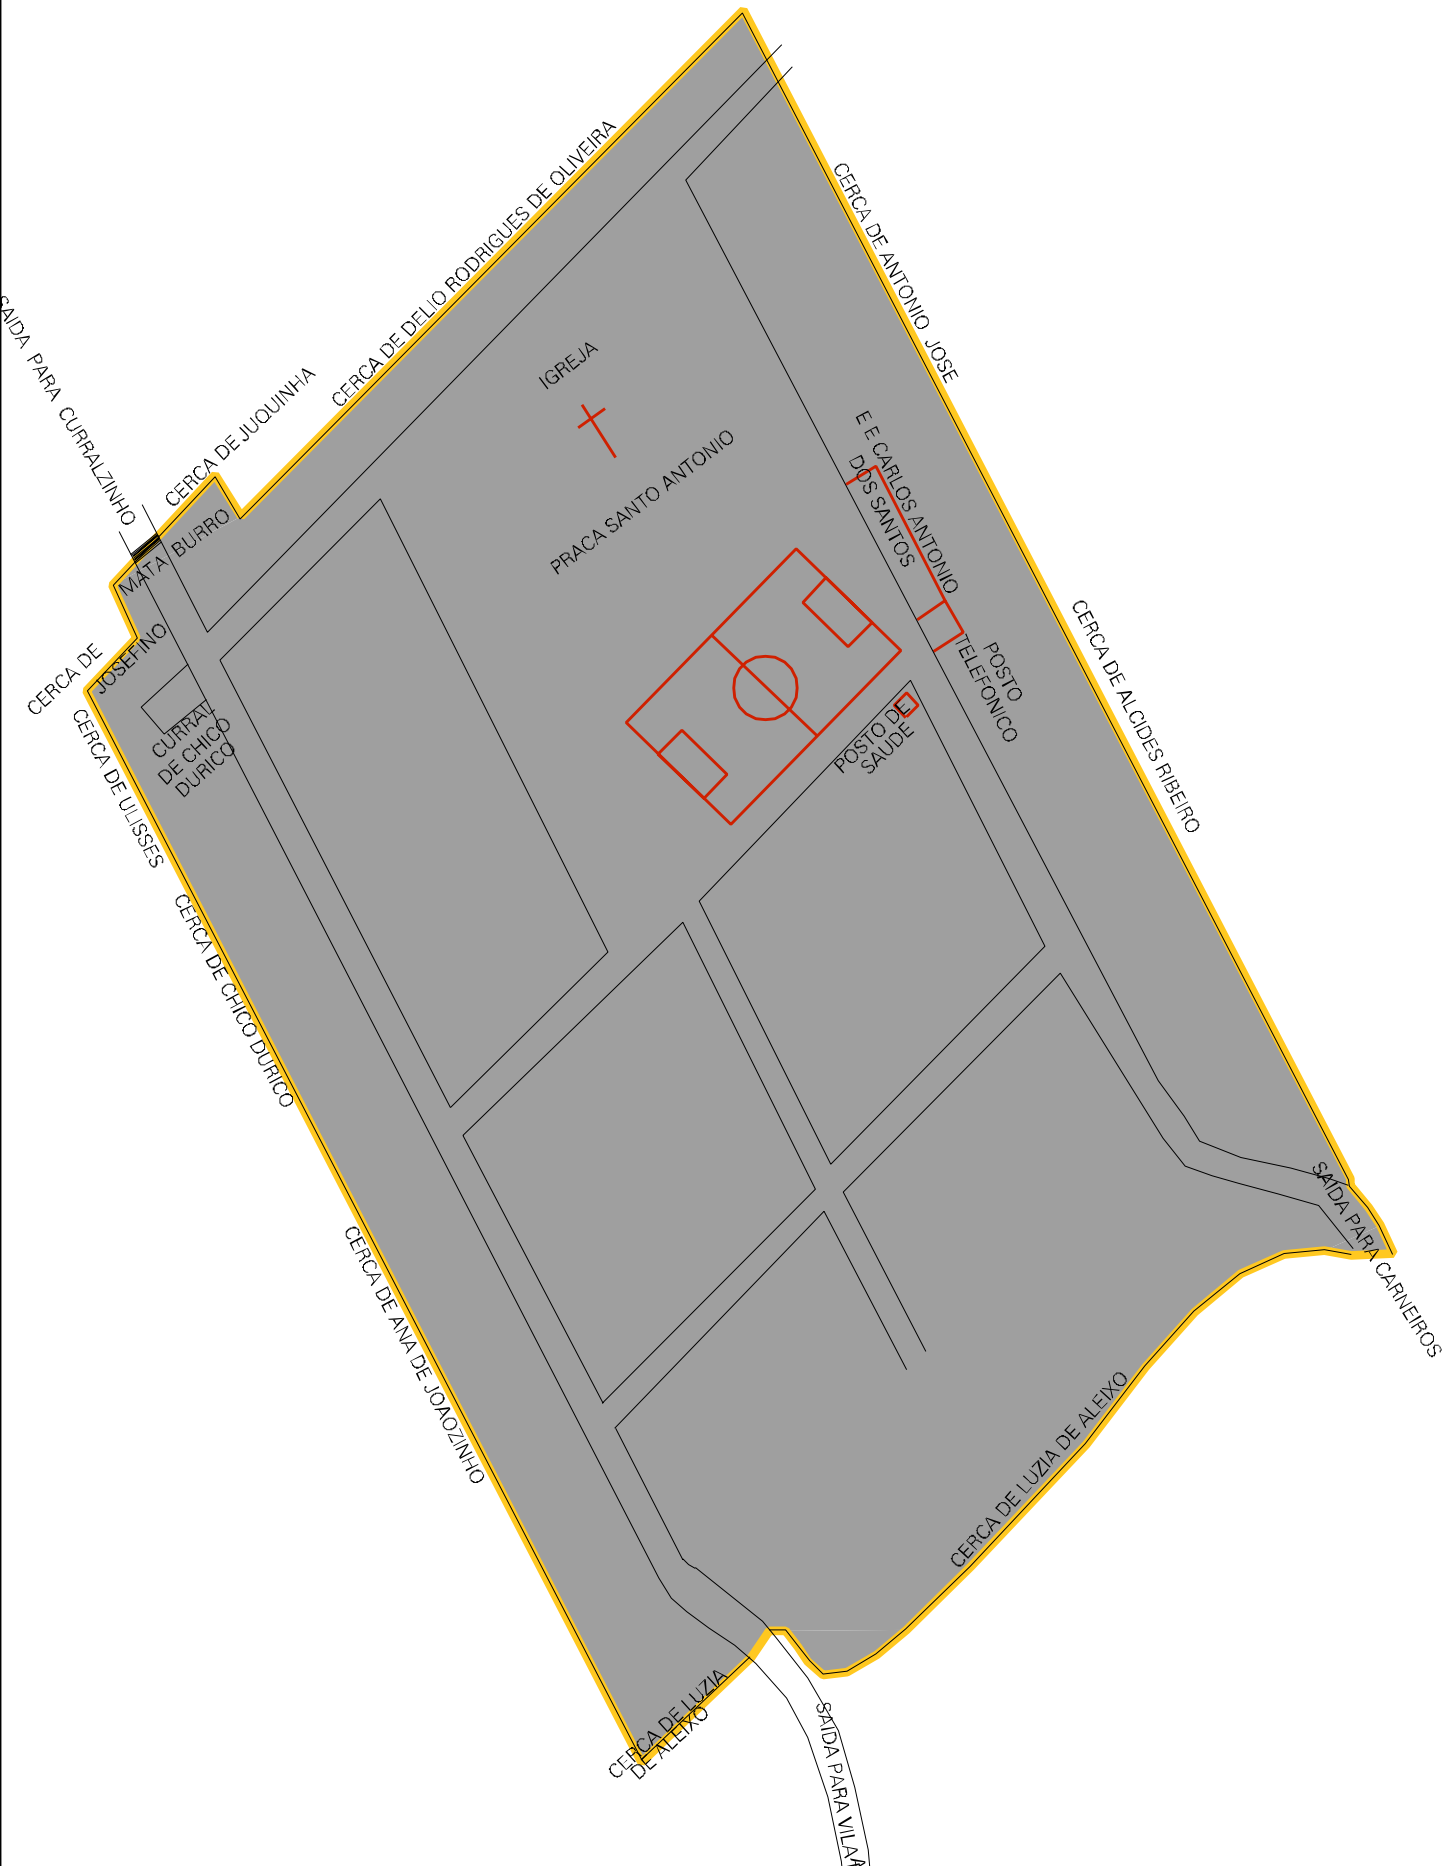 CERCA DE DELIO RODRIGUES DE OLIVEIRA
CERCA DE ANTONIO JOSE
SAIDA PARA CURRALZINHO
CERCA DE JUQUINHA
IGREJA
PRACA SANTO ANTONIO
E E CARLOS ANTONIO
DOS SANTOS
MATA BURRO
CERCA DE
JOSEFINO
CURRAL
DE CHICO
DURICO
POSTO
TELEFONICO
POSTO DE
SAUDE
CERCA DE ALCIDES RIBEIRO
CERCA DE ULISSES
CERCA DE CHICO DURICO
CERCA DE ANA DE JOAOZINHO
SAIDA PARA CARNEIROS
CERCA DE LUZIA DE ALEIXO
CERCA DE LUZIA
DE ALEIXO
SAIDA PARA